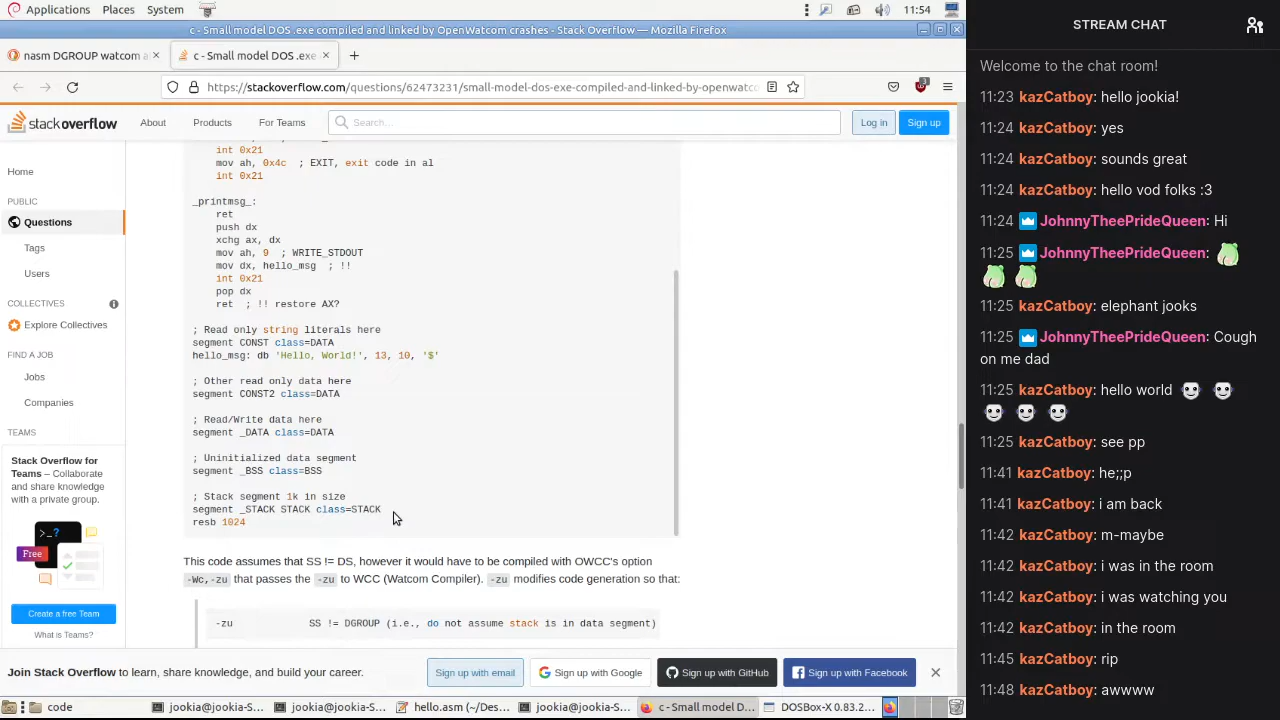 Applications Places System 11:54
c - Small model DOS .exe compiled and linked by OpenWatcom crashes - Stack Overflow — Mozilla Firefox
nasm DGROUP watcom a
c - Small model DOS .exe
https://stackoverflow.com/questions/62473231/small-model-dos-exe-compiled-and-linked-by-openwatc
3
stackoverflow About Products For Teams Search... Log in Sign up
Home
PUBLIC
Questions
Tags
Users
COLLECTIVES
Explore Collectives
FIND A JOB
Jobs
Companies
TEAMS
Stack Overflow for
Teams – Collaborate
and share knowledge
with a private group.
>_?
Free
Create a free Team
What is Teams?
int 0x21
mov ah, 0x4c ; EXIT, exit code in al
int 0x21
_printmsg_:
ret
push dx
xchg ax, dx
mov ah, 9 ; WRITE_STDOUT
mov dx, hello_msg ; !!
int 0x21
pop dx
ret ; !! restore AX?
; Read only string literals here
segment CONST class=DATA
hello_msg: db 'Hello, World!', 13, 10, '$'
; Other read only data here
segment CONST2 class=DATA
; Read/Write data here
segment _DATA class=DATA
; Uninitialized data segment
segment _BSS class=BSS
; Stack segment 1k in size
segment _STACK STACK class=STACK
resb 1024
This code assumes that SS != DS, however it would have to be compiled with OWCC's option
-Wc,-zu that passes the -zu to WCC (Watcom Compiler). -zu modifies code generation so that:
-zu SS != DGROUP (i.e., do not assume stack is in data segment)
Join Stack Overflow to learn, share knowledge, and build your career.
Sign up with email
Sign up with Google
Sign up with GitHub
Sign up with Facebook
code
jookia@jookia-S...
jookia@jookia-S...
hello.asm (~/Des...
jookia@jookia-S...
c - Small model D...
DOSBox-X 0.83.2...
STREAM CHAT
Welcome to the chat room!
11:23 kazCatboy: hello jookia!
11:24 kazCatboy: yes
11:24 kazCatboy: sounds great
11:24 kazCatboy: hello vod folks :3
11:24 JohnnyTheePrideQueen: Hi
11:25 JohnnyTheePrideQueen:
11:25 kazCatboy: elephant jooks
11:25 JohnnyTheePrideQueen: Cough
on me dad
11:25 kazCatboy: hello world
11:25 kazCatboy: see pp
11:41 kazCatboy: he;;p
11:41 kazCatboy: i am back
11:42 kazCatboy: m-maybe
11:42 kazCatboy: i was in the room
11:42 kazCatboy: i was watching you
11:42 kazCatboy: in the room
11:45 kazCatboy: rip
11:48 kazCatboy: awwww